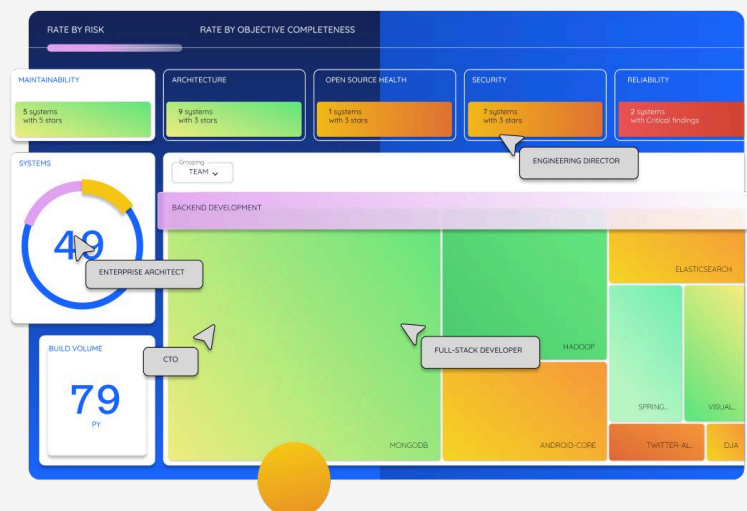 RATE BY RISK
RATE BY OBJECTIVE COMPLETENESS
MAINTAINABILITY
5 systems
with 5 stars
ARCHITECTURE
9 systems
with 3 stars
OPEN SOURCE HEALTH
1 systems
with 3 stars
SECURITY
7 systems
with 3 stars
RELIABILITY
2 systems
with Critical findings
SYSTEMS
49
Grouping
TEAM
ENGINEERING DIRECTOR
BACKEND DEVELOPMENT
ENTERPRISE ARCHITECT
ELASTICSEARCH
BUILD VOLUME
79
PY
CTO
FULL-STACK DEVELOPER
HADOOP
MONGODB
ANDROID-CORE
SPRING...
VISUAL...
TWITTER-AL...
DJA